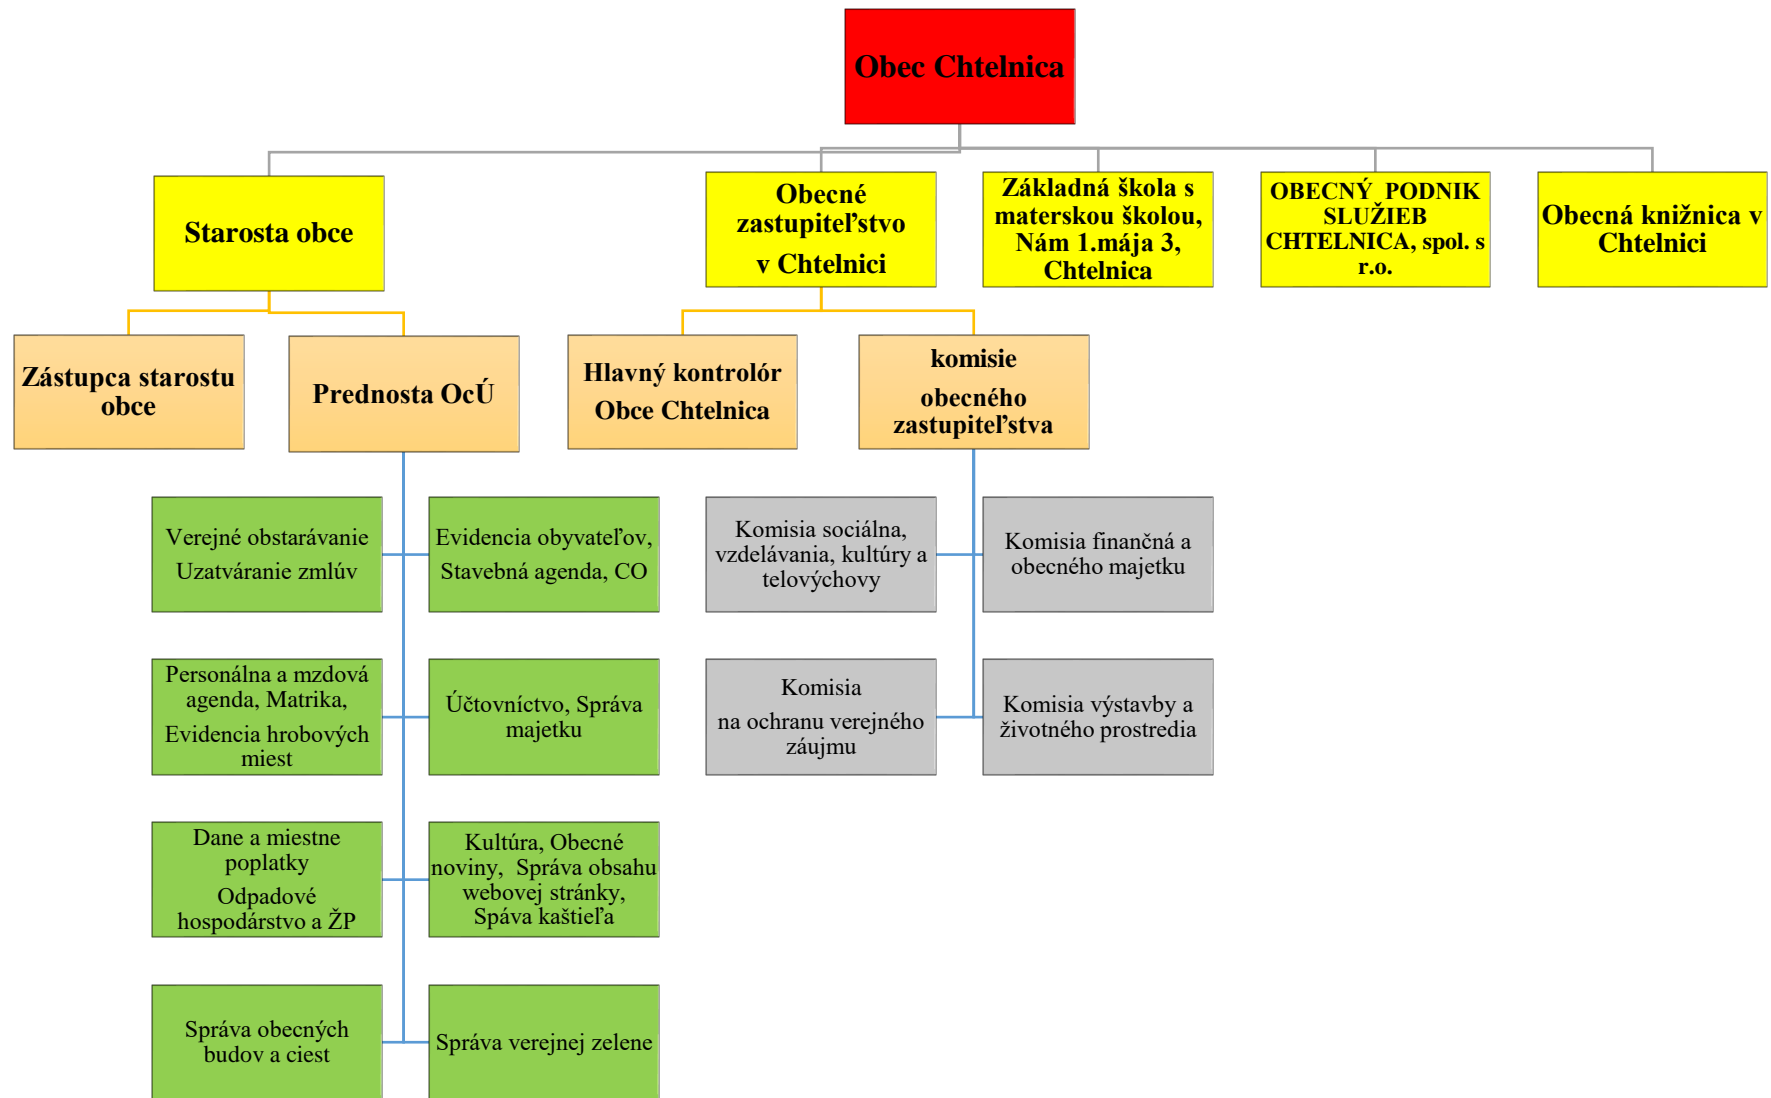 Obec Chtelnica
Starosta obce
Obecné
zastupiteľstvo
v Chtelnici
Základná škola s
materskou školou,
Nám 1.mája 3,
Chtelnica
OBECNÝ  PODNIK
SLUŽIEB
CHTELNICA, spol. s
r.o.
Obecná knižnica v
Chtelnici
Zástupca starostu
obce
Prednosta OcÚ
Hlavný kontrolór
Obce Chtelnica
komisie
obecného
zastupiteľstva
Verejné obstarávanie
Uzatváranie zmlúv
Evidencia obyvateľov,
Stavebná agenda, CO
Komisia sociálna,
vzdelávania, kultúry a
telovýchovy
Komisia finančná a
obecného majetku
Personálna a mzdová
agenda, Matrika,
Evidencia hrobových
miest
Účtovníctvo, Správa
majetku
Komisia
na ochranu verejného
záujmu
Komisia výstavby a
životného prostredia
Dane a miestne
poplatky
Odpadové
hospodárstvo a ŽP
Kultúra, Obecné
noviny,  Správa obsahu
webovej stránky,
Spáva kaštieľa
Správa obecných
budov a ciest
Správa verejnej zelene